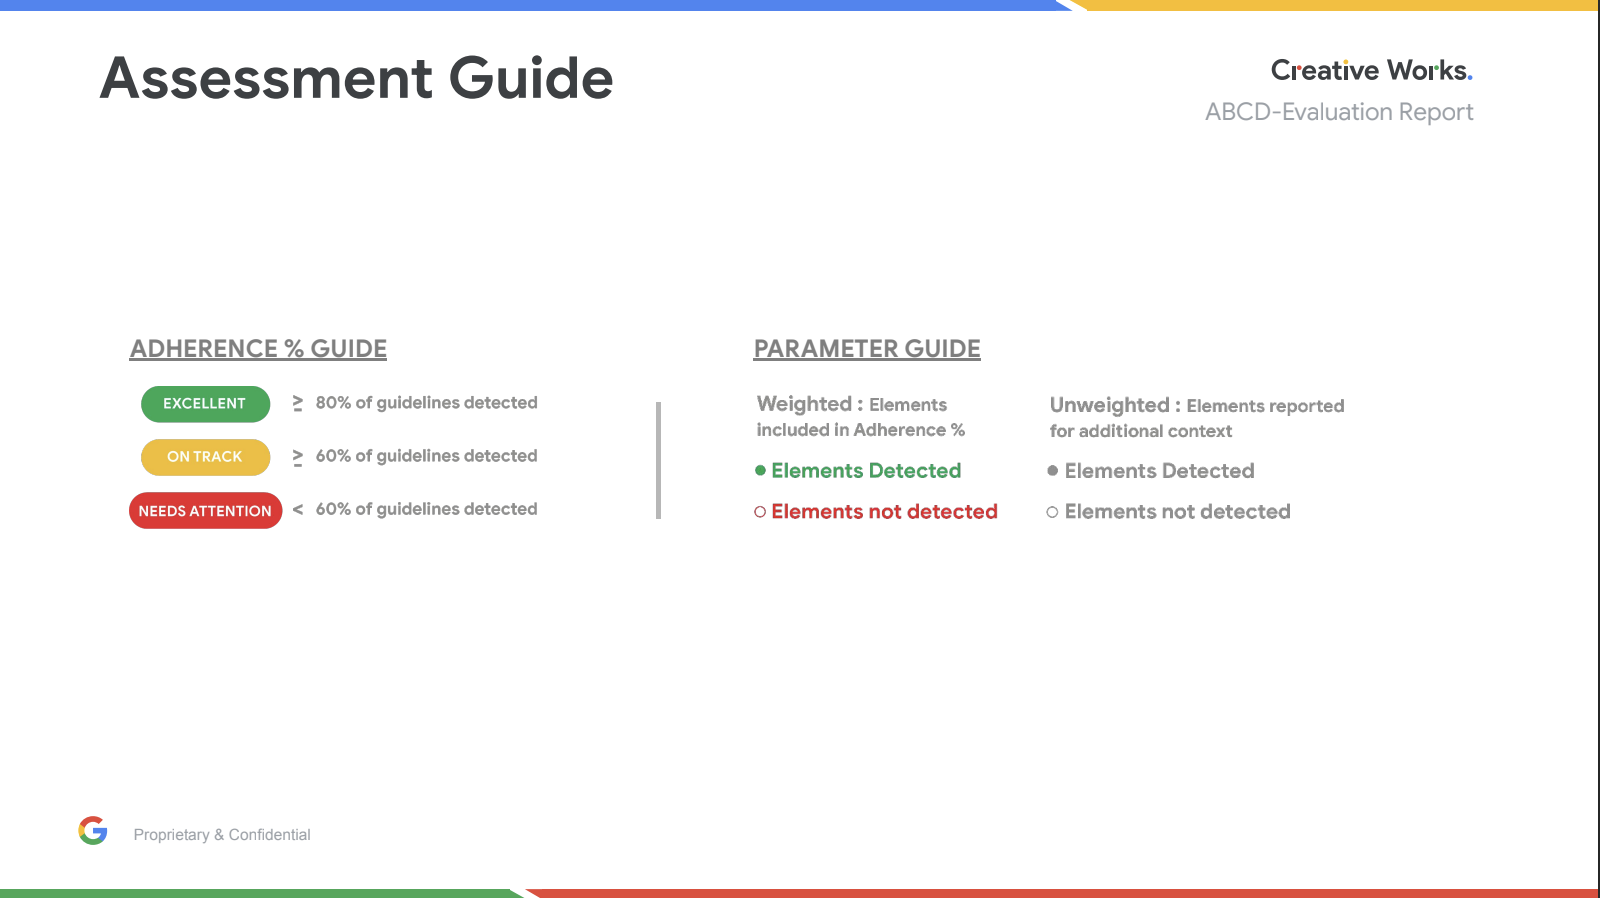 Assessment Guide
Creative Works.
ABCD-Evaluation Report
ADHERENCE % GUIDE
EXCELLENT ≥ 80% of guidelines detected
ON TRACK ≥ 60% of guidelines detected
NEEDS ATTENTION < 60% of guidelines detected
PARAMETER GUIDE
Weighted : Elements
included in Adherence %
Elements Detected
Elements not detected
Unweighted : Elements reported
for additional context
Elements Detected
Elements not detected
G
Proprietary & Confidential